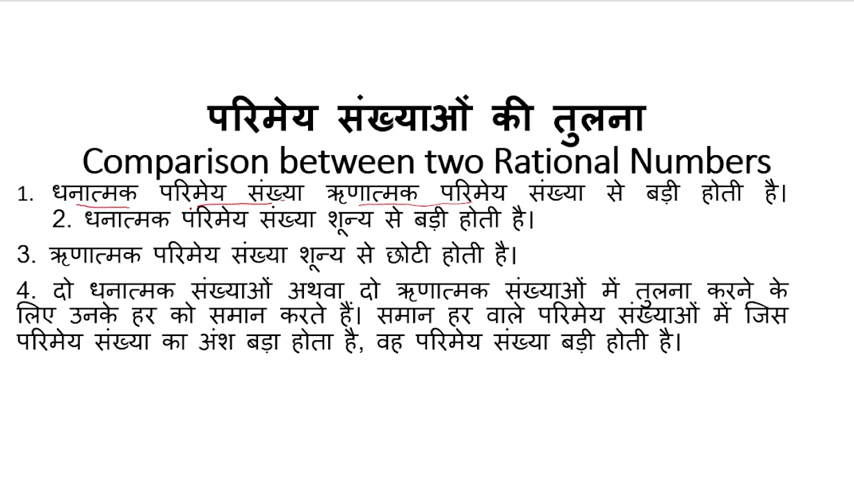 परिमेय संख्याओं की तुलना
Comparison between two Rational Numbers
1. धनात्मक परिमेय संख्या ऋणात्मक परिमेय संख्या से बड़ी होती है।
2. धनात्मक परिमेय संख्या शून्य से बड़ी होती है।
3. ऋणात्मक परिमेय संख्या शून्य से छोटी होती है।
4. दो धनात्मक संख्याओं अथवा दो ऋणात्मक संख्याओं में तुलना करने के
लिए उनके हर को समान करते हैं। समान हर वाले परिमेय संख्याओं में जिस
परिमेय संख्या का अंश बड़ा होता है, वह परिमेय संख्या बड़ी होती है।